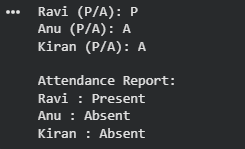 Ravi (P/A): P
Anu (P/A): A
Kiran (P/A): A
Attendance Report:
Ravi : Present
Anu : Absent
Kiran : Absent